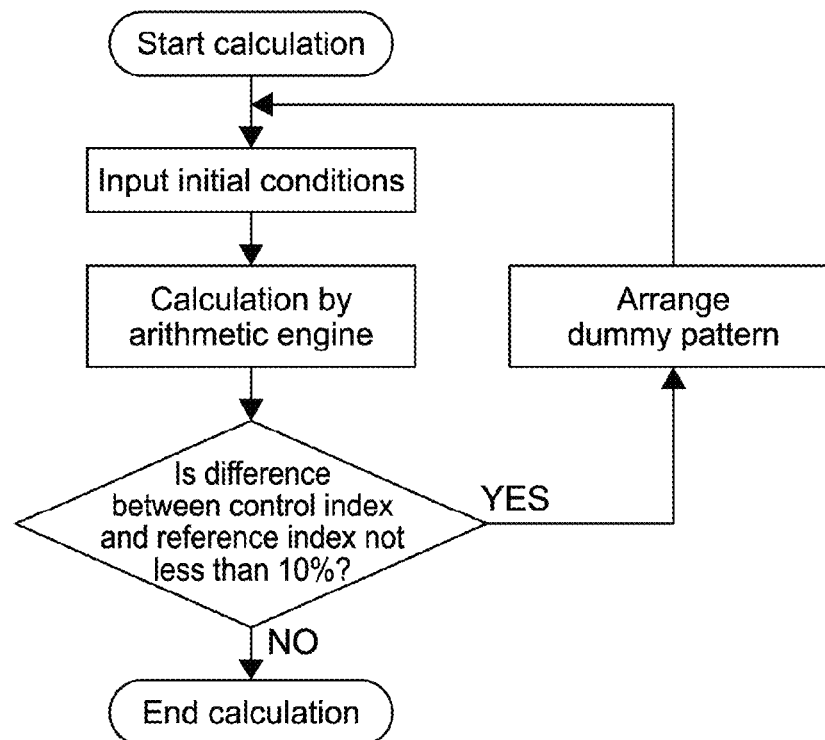 Start calculation
Input initial conditions
Calculation by
arithmetic engine
Arrange
dummy pattern
Is difference
between control index
and reference index not
less than 10%?
YES
NO
End calculation